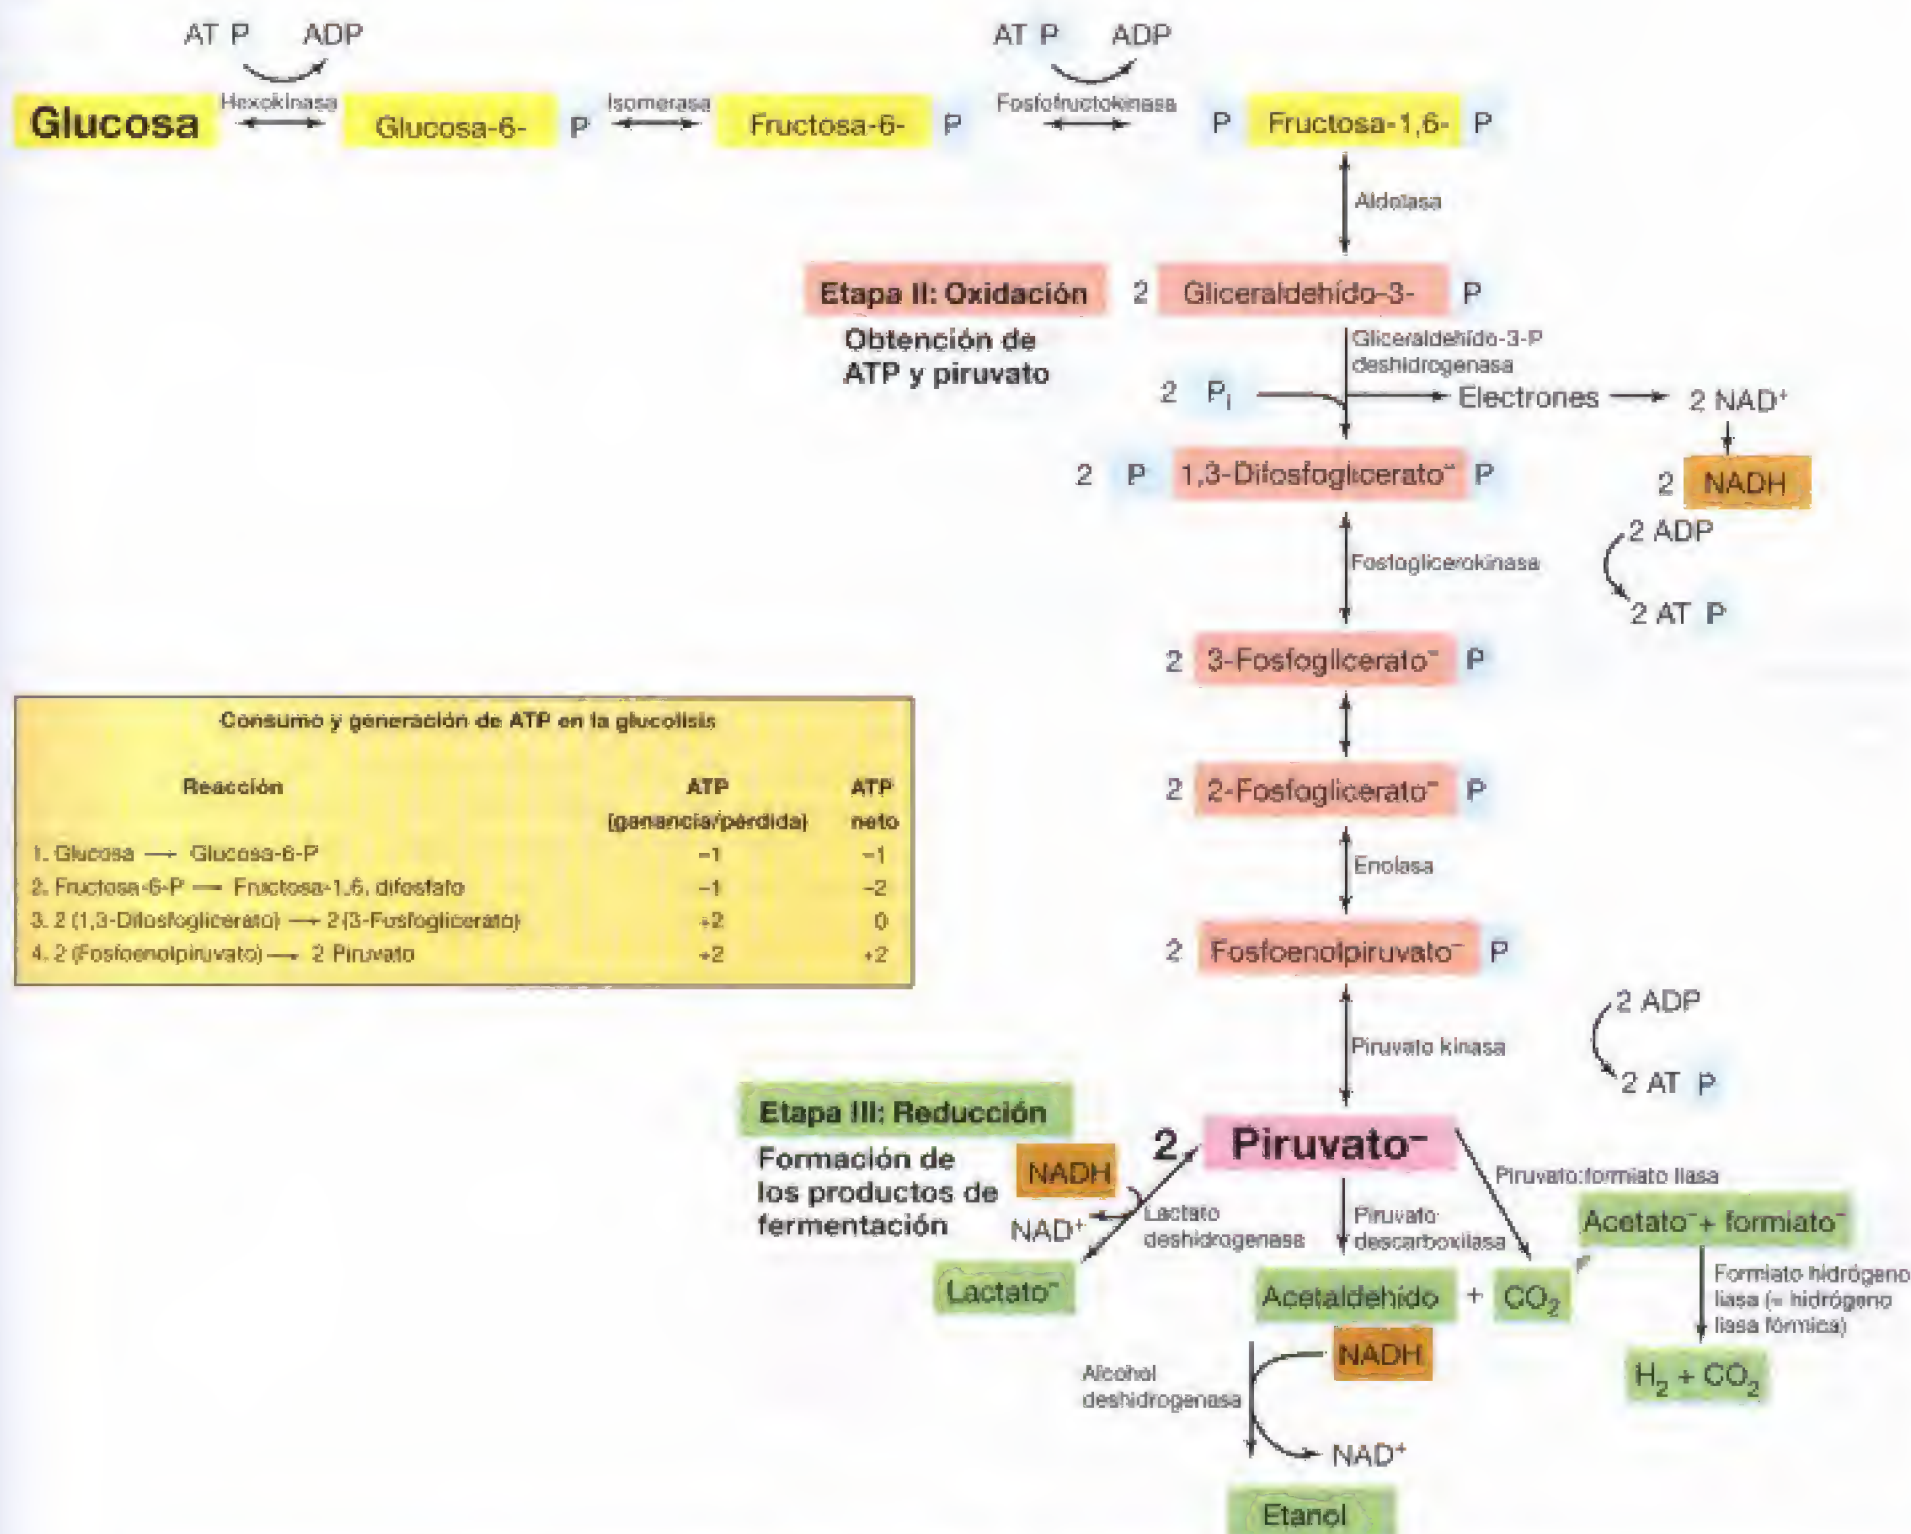 AT P ADP
AT P ADP
Hexokinasa
Isomerasa
Fosfofructokinasa
Glucosa
Glucosa-6- P
Fructosa-6- P
P Fructosa-1,6- P
Aldolasa
Etapa II: Oxidación
2 Gliceraldehído-3- P
Obtención de
ATP y piruvato
Gliceraldehído-3-P
deshidrogenasa
2 Pi
Electrones
2 NAD+
2 P 1,3-Difosfoglicerato- P
2 NADH
2 ADP
Fosfoglicerokinasa
2 AT P
2 3-Fosfoglicerato- P
Consumo y generación de ATP en la glucolisis
Reacción ATP ATP
(ganancia/pérdida) neto
1. Glucosa → Glucosa-6-P −1 −1
2. Fructosa-6-P — Fructosa-1,6, difosfato −1 −2
3. 2 (1,3-Difosfoglicerato) → 2 (3-Fosfoglicerato) +2 0
4. 2 (Fosfoenolpiruvato) → 2 Piruvato +2 +2
2 2-Fosfoglicerato- P
Enolasa
2 Fosfoenolpiruvato- P
2 ADP
Piruvato kinasa
2 AT P
Etapa III: Reducción
Formación de
los productos de
fermentación
2 Piruvato-
NADH
NAD+
Lactato
deshidrogenasa
Piruvato
descarboxilasa
Piruvato:formiato liasa
Acetato- + formiato-
Lactato-
Acetaldehído + CO2
Formiato hidrógeno
liasa (= hidrógeno
liasa fórmica)
NADH
H2 + CO2
Alcohol
deshidrogenasa
NAD+
Etanol